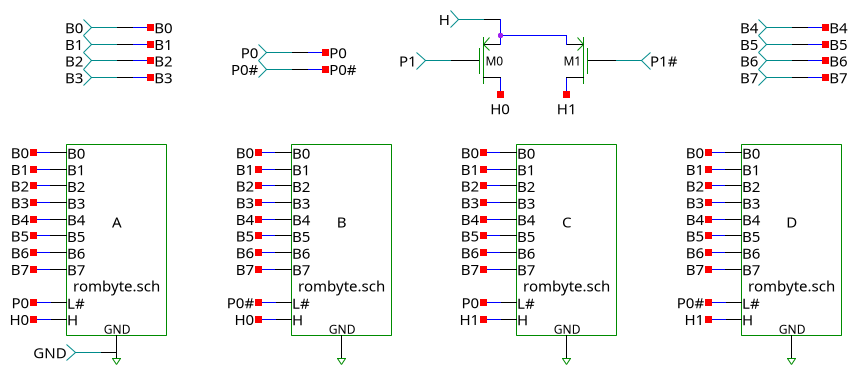 B0 B0
B1 B1
B2 B2
B3 B3
P0 P0
P0# P0#
H
P1 M0 M1 P1#
H0 H1
B4 B4
B5 B5
B6 B6
B7 B7
B0 B0
B1 B1
B2 B2
B3 B3
B4 B4
A
B5 B5
B6 B6
B7 B7
rombyte.sch
P0 L#
H0 H
GND
GND
B0 B0
B1 B1
B2 B2
B3 B3
B4 B4
B
B5 B5
B6 B6
B7 B7
rombyte.sch
P0# L#
H0 H
GND
B0 B0
B1 B1
B2 B2
B3 B3
B4 B4
C
B5 B5
B6 B6
B7 B7
rombyte.sch
P0 L#
H1 H
GND
B0 B0
B1 B1
B2 B2
B3 B3
B4 B4
D
B5 B5
B6 B6
B7 B7
rombyte.sch
P0# L#
H1 H
GND